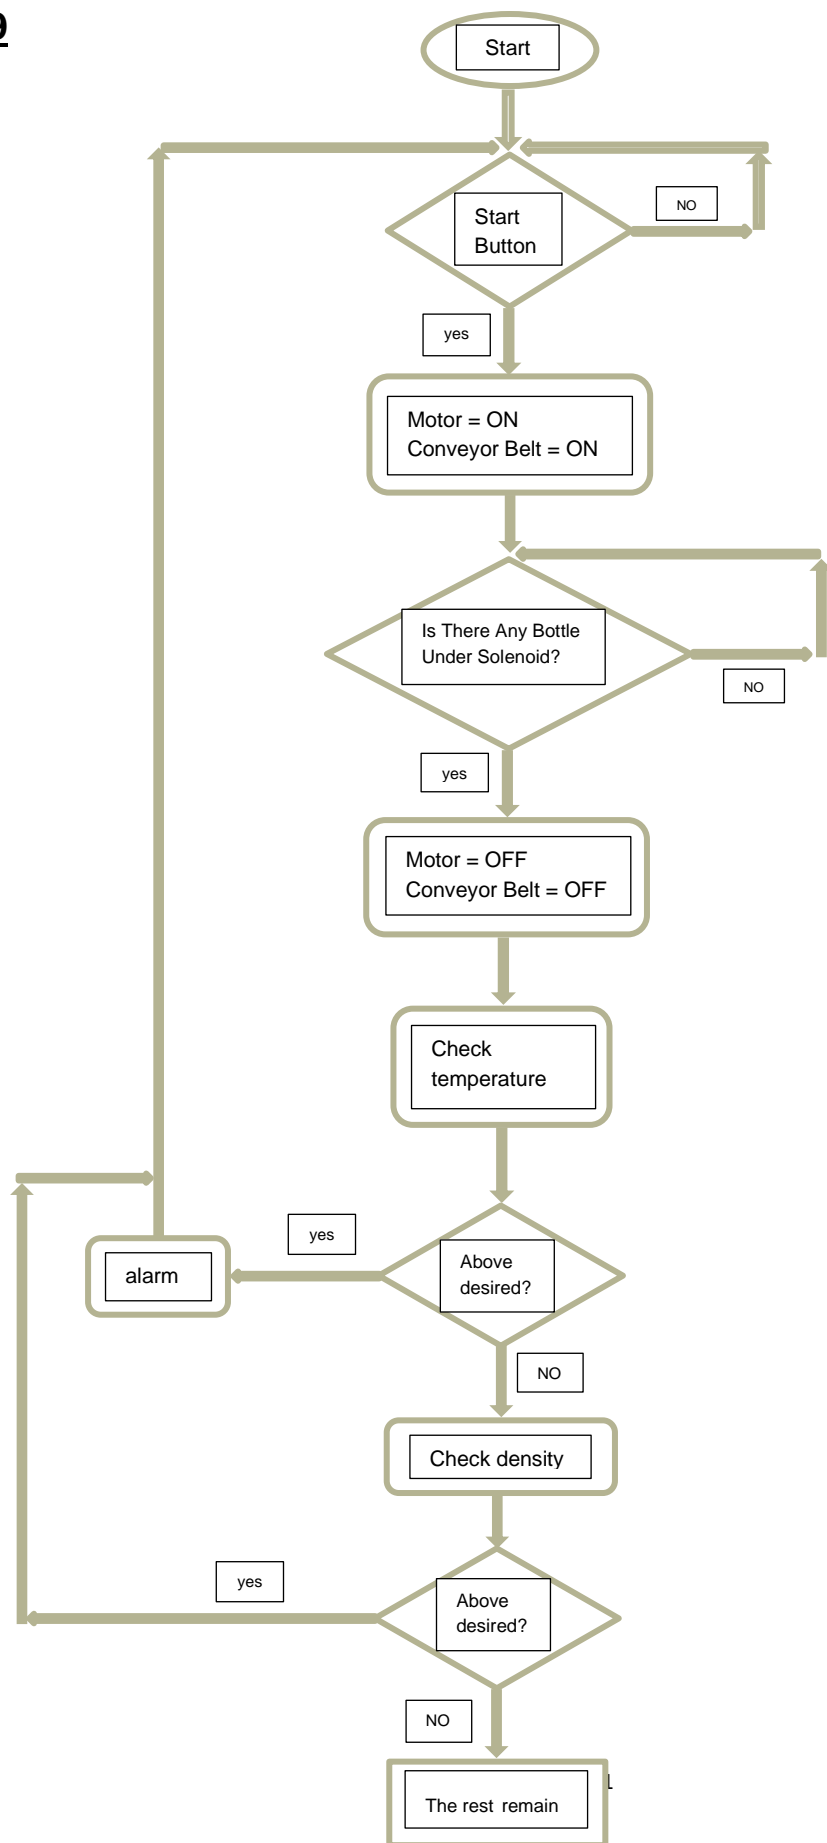 9
Start
Start
Button
NO
yes
Motor = ON
Conveyor Belt = ON
Is There Any Bottle
Under Solenoid?
NO
yes
Motor = OFF
Conveyor Belt = OFF
Check
temperature
yes
Above
desired?
alarm
NO
Check density
yes
Above
desired?
NO
The rest remain